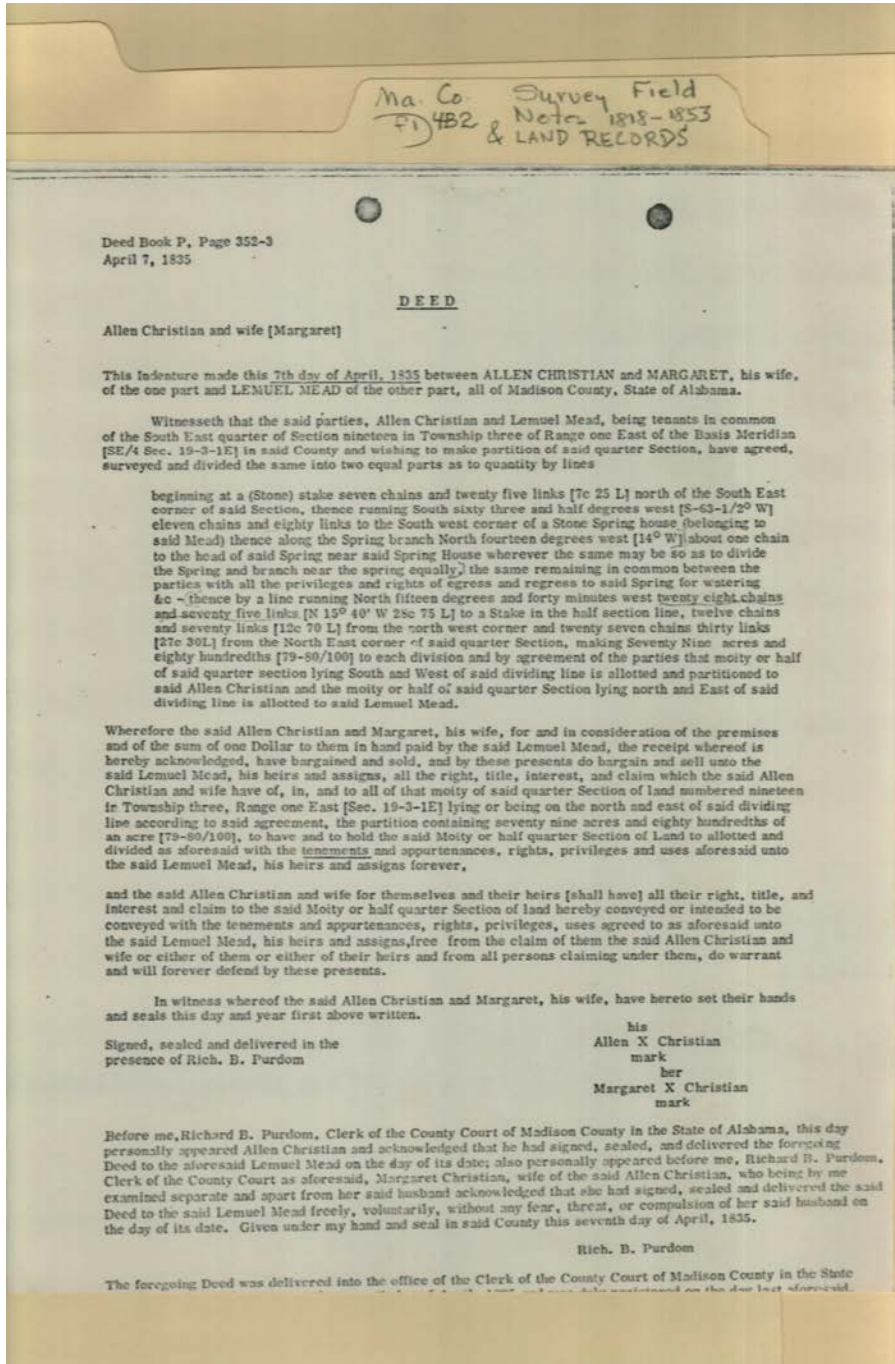 Ma. Co. Survey Field
F1) 4B2 & Notes 1818-1853
& LAND RECORDS
Deed Book P, Page 352-3
April 7, 1835
DEED
Allen Christian and wife [Margaret]
This Indenture made this 7th day of April, 1835 between ALLEN CHRISTIAN and MARGARET, his wife,
of the one part and LEMUEL MEAD of the other part, all of Madison County, State of Alabama.
Witnesseth that the said parties, Allen Christian and Lemuel Mead, being tenants in common
of the South East quarter of Section nineteen in Township three of Range one East of the Basis Meridian
[SE/4 Sec. 19-3-1E] in said County and wishing to make partition of said quarter Section, have agreed,
surveyed and divided the same into two equal parts as to quantity by lines
beginning at a (Stone) stake seven chains and twenty five links [7c 25 L] north of the South East
corner of said Section, thence running South sixty three and half degrees west [S-63-1/2° W]
eleven chains and eighty links to the South west corner of a Stone Spring house (belonging to
said Mead) thence along the Spring branch North fourteen degrees west [14° W] about one chain
to the head of said Spring near said Spring House wherever the same may be so as to divide
the Spring and branch near the spring equally, the same remaining in common between the
parties with all the privileges and rights of egress and regress to said Spring for watering
&c - thence by a line running North fifteen degrees and forty minutes west twenty eight chains
and seventy five links [N 15° 40' W 28c 75 L] to a Stake in the half section line, twelve chains
and seventy links [12c 70 L] from the north west corner and twenty seven chains thirty links
[27c 30L] from the North East corner of said quarter Section, making Seventy Nine acres and
eighty hundredths [79-80/100] to each division and by agreement of the parties that moity or half
of said quarter section lying South and West of said dividing line is allotted and partitioned to
said Allen Christian and the moity or half of said quarter Section lying north and East of said
dividing line is allotted to said Lemuel Mead.
Wherefore the said Allen Christian and Margaret, his wife, for and in consideration of the premises
and of the sum of one Dollar to them in hand paid by the said Lemuel Mead, the receipt whereof is
hereby acknowledged, have bargained and sold, and by these presents do bargain and sell unto the
said Lemuel Mead, his heirs and assigns, all the right, title, interest, and claim which the said Allen
Christian and wife have of, in, and to all of that moity of said quarter Section of land numbered nineteen
in Township three, Range one East [Sec. 19-3-1E] lying or being on the north and east of said dividing
line according to said agreement, the partition containing seventy nine acres and eighty hundredths of
an acre [79-80/100], to have and to hold the said Moity or half quarter Section of Land to allotted and
divided as aforesaid with the tenements and appurtenances, rights, privileges and uses aforesaid unto
the said Lemuel Mead, his heirs and assigns forever,
and the said Allen Christian and wife for themselves and their heirs [shall have] all their right, title, and
interest and claim to the said Moity or half quarter Section of land hereby conveyed or intended to be
conveyed with the tenements and appurtenances, rights, privileges, uses agreed to as aforesaid unto
the said Lemuel Mead, his heirs and assigns,free from the claim of them the said Allen Christian and
wife or either of them or either of their heirs and from all persons claiming under them, do warrant
and will forever defend by these presents.
In witness whereof the said Allen Christian and Margaret, his wife, have hereto set their hands
and seals this day and year first above written.
his
Signed, sealed and delivered in the Allen X Christian
presence of Rich. B. Purdom mark
her
Margaret X Christian
mark
Before me,Richard B. Purdom, Clerk of the County Court of Madison County in the State of Alabama, this day
personally appeared Allen Christian and acknowledged that he had signed, sealed, and delivered the foregoing
Deed to the aforesaid Lemuel Mead on the day of its date; also personally appeared before me, Richard B. Purdom,
Clerk of the County Court as aforesaid, Margaret Christian, wife of the said Allen Christian, who being by me
examined separate and apart from her said husband acknowledged that she had signed, sealed and delivered the said
Deed to the said Lemuel Mead freely, voluntarily, without any fear, threat, or compulsion of her said husband on
the day of its date. Given under my hand and seal in said County this seventh day of April, 1835.
Rich. B. Purdom
The foregoing Deed was delivered into the office of the Clerk of the County Court of Madison County in the State
on the day last aforesaid.